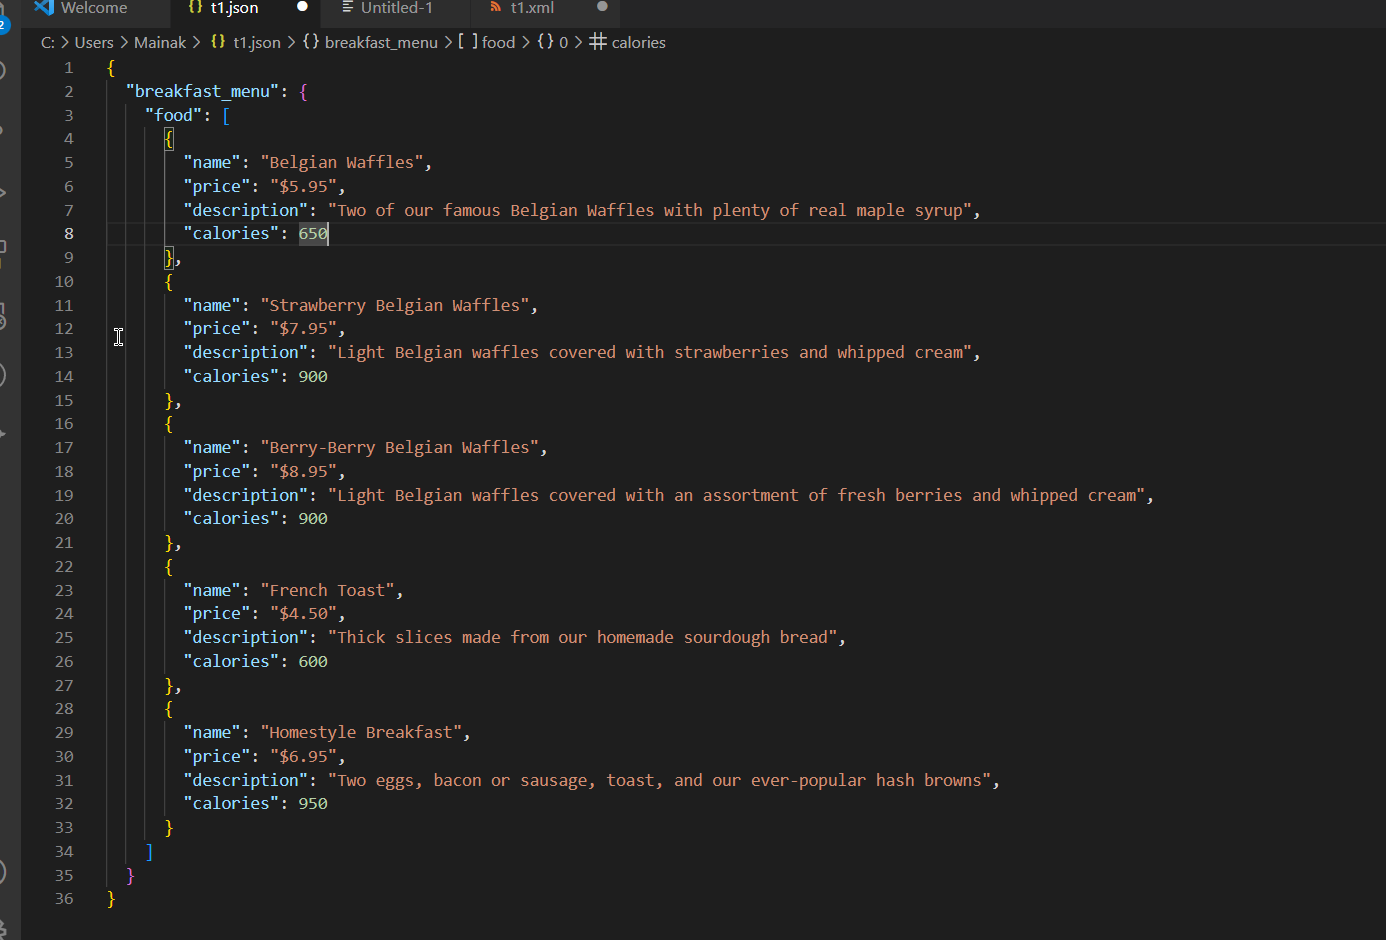 Welcome t1.json Untitled-1 t1.xml
2
C: > Users > Mainak > {} t1.json > {} breakfast_menu > [ ] food > {} 0 > # calories
1 {
2   "breakfast_menu": {
3     "food": [
4       {
5         "name": "Belgian Waffles",
6         "price": "$5.95",
7         "description": "Two of our famous Belgian Waffles with plenty of real maple syrup",
8         "calories": 650
9       },
10       {
11         "name": "Strawberry Belgian Waffles",
12         "price": "$7.95",
13         "description": "Light Belgian waffles covered with strawberries and whipped cream",
14         "calories": 900
15       },
16       {
17         "name": "Berry-Berry Belgian Waffles",
18         "price": "$8.95",
19         "description": "Light Belgian waffles covered with an assortment of fresh berries and whipped cream",
20         "calories": 900
21       },
22       {
23         "name": "French Toast",
24         "price": "$4.50",
25         "description": "Thick slices made from our homemade sourdough bread",
26         "calories": 600
27       },
28       {
29         "name": "Homestyle Breakfast",
30         "price": "$6.95",
31         "description": "Two eggs, bacon or sausage, toast, and our ever-popular hash browns",
32         "calories": 950
33       }
34     ]
35   }
36 }